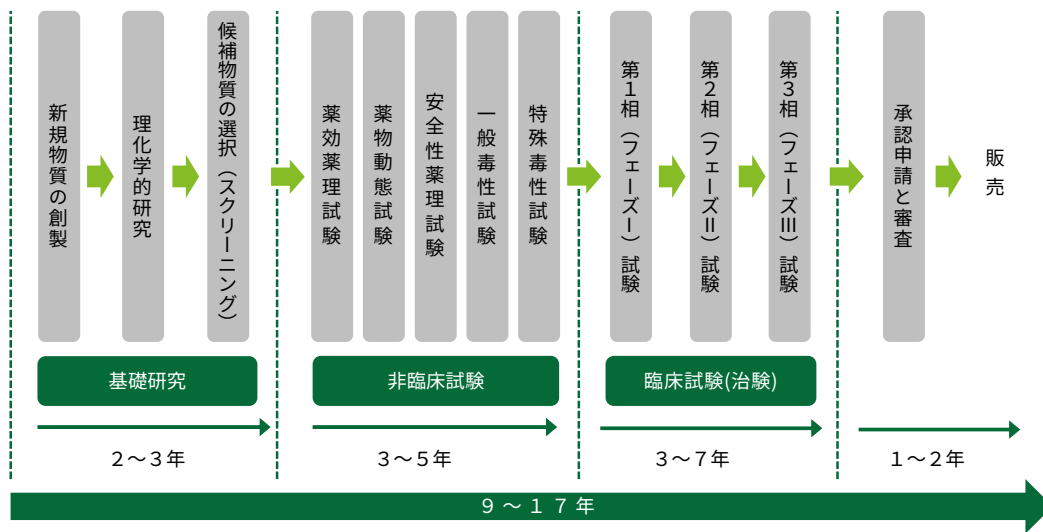 新規物質の創製
理化学的研究
候補物質の選択（スクリーニング）
薬効薬理試験
薬物動態試験
安全性薬理試験
一般毒性試験
特殊毒性試験
第１相（フェーズI）試験
第２相（フェーズII）試験
第３相（フェーズIII）試験
承認申請と審査
販売
基礎研究
非臨床試験
臨床試験(治験)
２～３年
３～５年
３～７年
１～２年
９～１７年